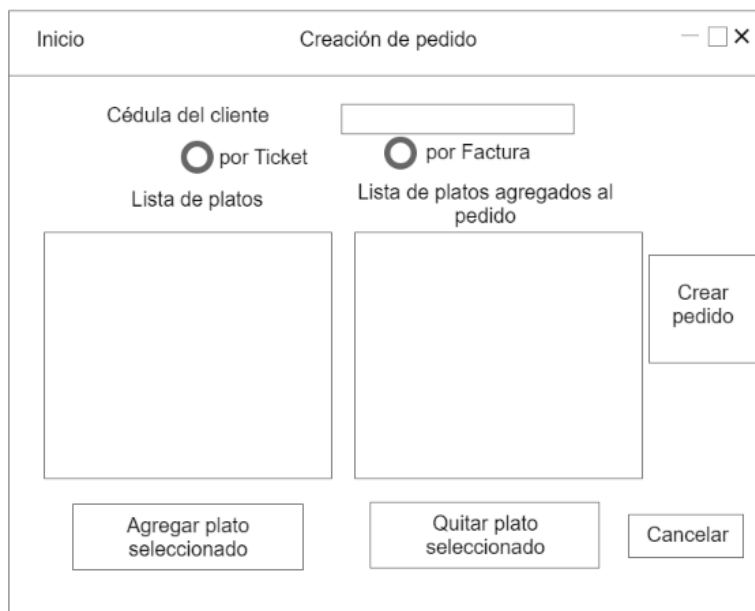 Inicio
Creación de pedido
Cédula del cliente
por Ticket
por Factura
Lista de platos
Lista de platos agregados al
pedido
Crear
pedido
Agregar plato
seleccionado
Quitar plato
seleccionado
Cancelar